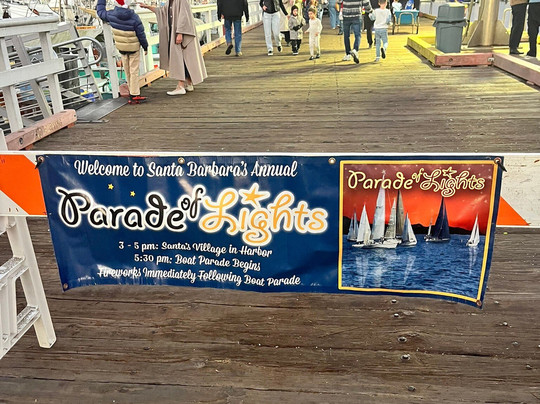 Welcome to Santa Barbara's Annual
Parade of Lights
3 - 5 pm: Santa's Village in Harbor
5:30 pm: Boat Parade Begins
Fireworks Immediately Following Boat Parade
Parade of Lights